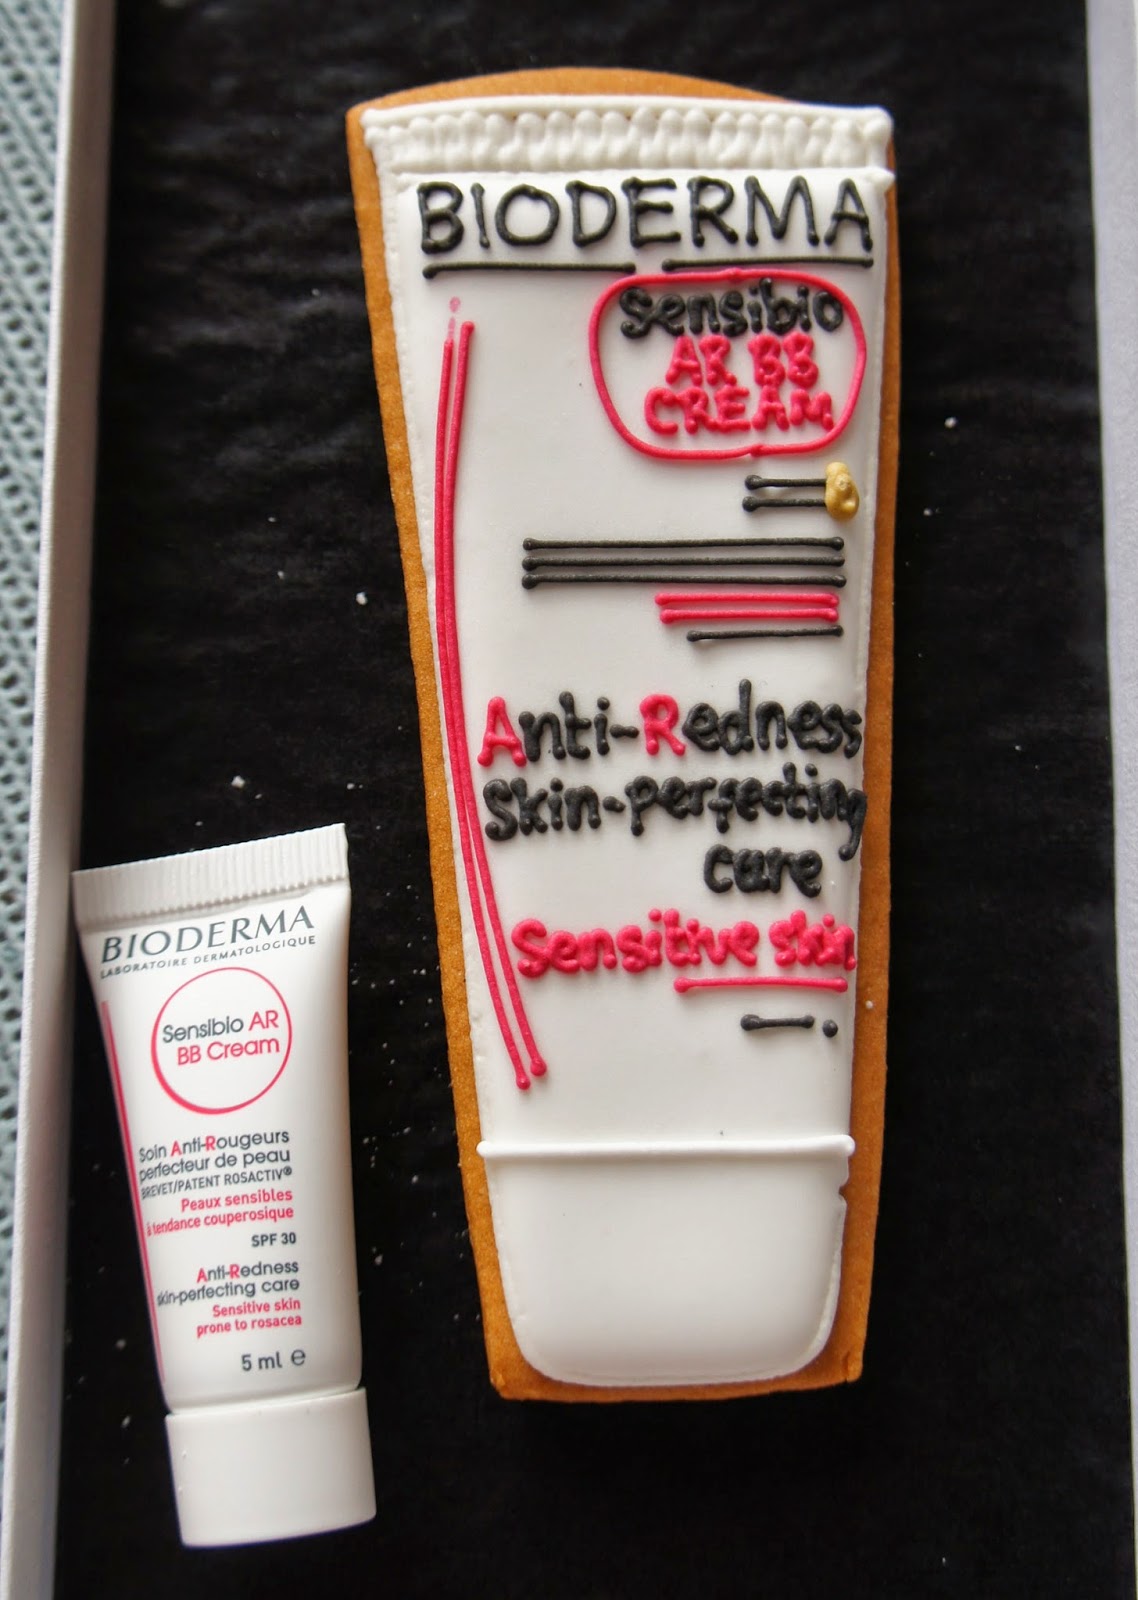 BIODERMA
Sensibio
AR BB
CREAM
Anti-Redness
Skin-perfecting
care
Sensitive skin
BIODERMA
LABORATOIRE DERMATOLOGIQUE
Sensibio AR
BB Cream
Soin Anti-Rougeurs
perfecteur de peau
BREVET/PATENT ROSACTIV®
Peaux sensibles
à tendance couperosique
SPF 30
Anti-Redness
skin-perfecting care
Sensitive skin
prone to rosacea
5 ml e